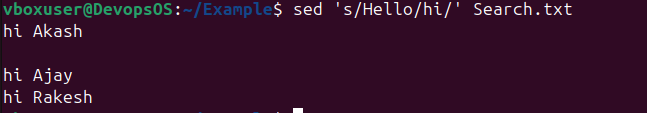 vboxuser@DevopsOS:~/Example$ sed 's/Hello/hi/' Search.txt
hi Akash
hi Ajay
hi Rakesh